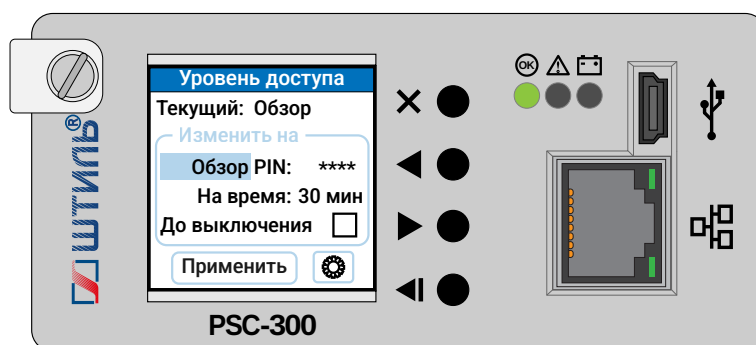 Уровень доступа
Текущий: Обзор
Изменить на
Обзор PIN: ****
На время: 30 мин
До выключения
Применить
OK
ШТИЛЬ®
PSC-300